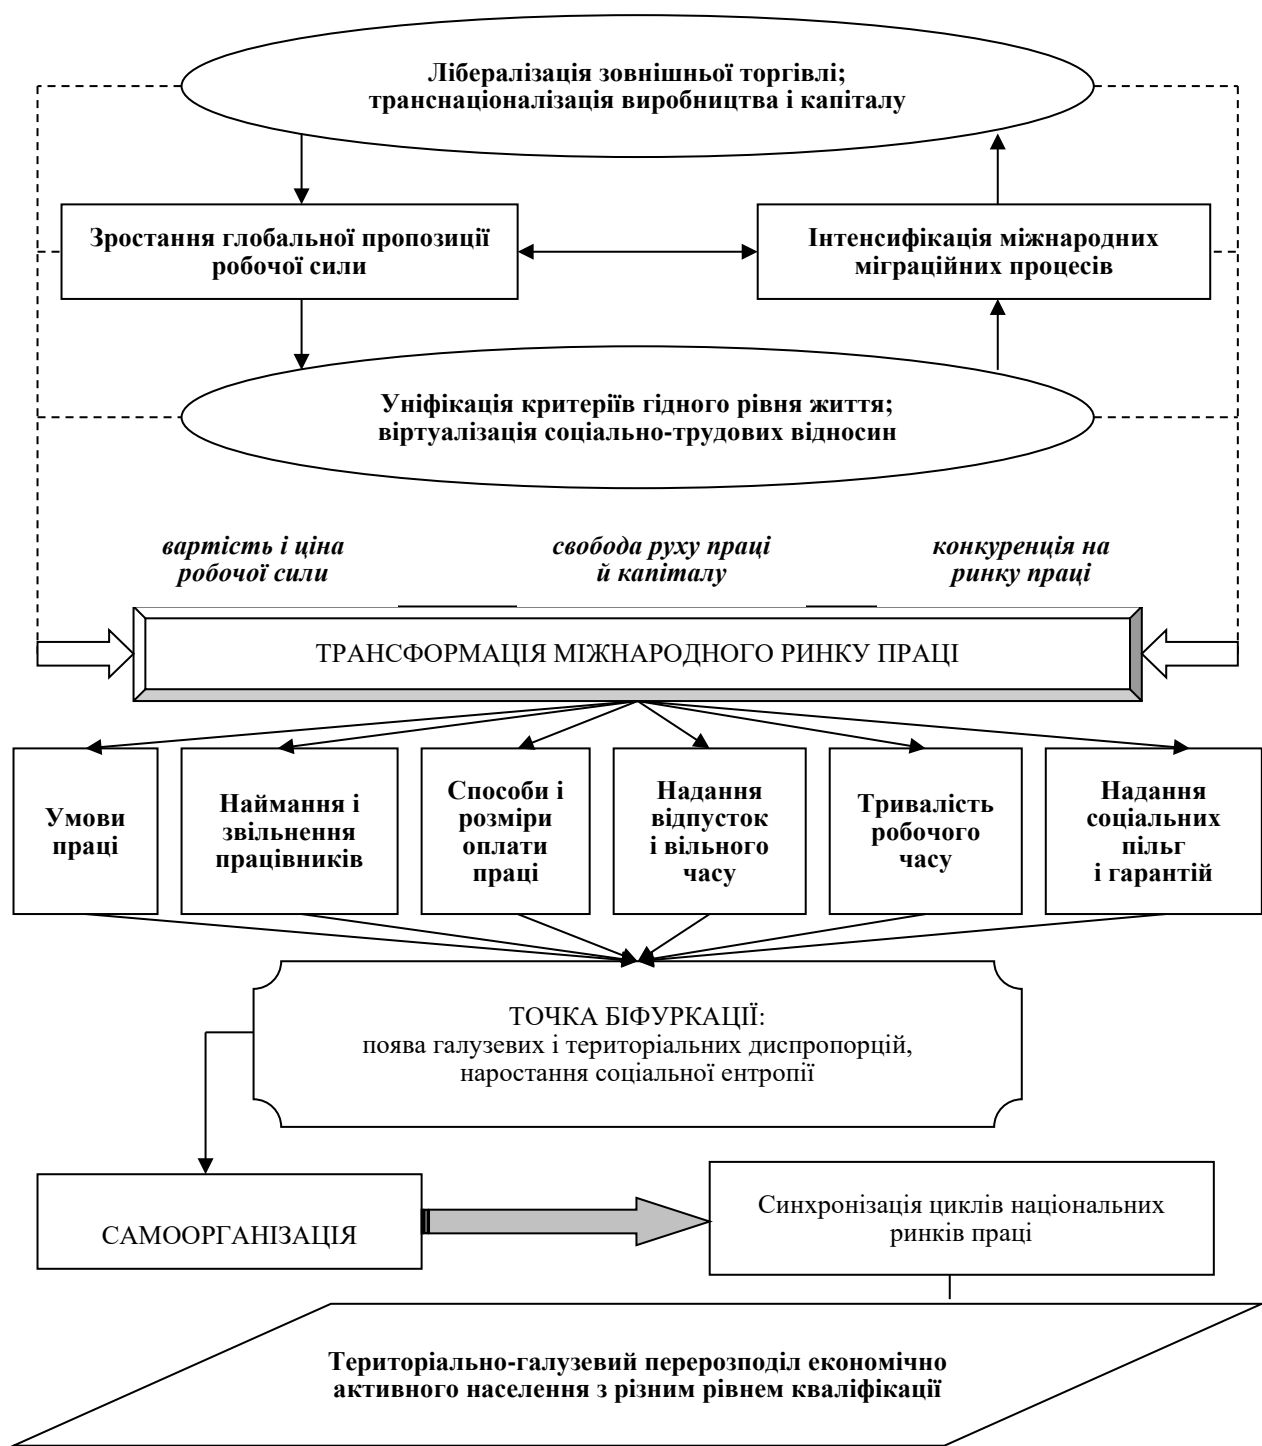 Лібералізація зовнішньої торгівлі;
транснаціоналізація виробництва і капіталу
Зростання глобальної пропозиції
робочої сили
Інтенсифікація міжнародних
міграційних процесів
Уніфікація критеріїв гідного рівня життя;
віртуалізація соціально-трудових відносин
вартість і ціна
робочої сили
свобода руху праці
й капіталу
конкуренція на
ринку праці
ТРАНСФОРМАЦІЯ МІЖНАРОДНОГО РИНКУ ПРАЦІ
Умови
праці
Наймання і
звільнення
працівників
Способи і
розміри
оплати
праці
Надання
відпусток
і вільного
часу
Тривалість
робочого
часу
Надання
соціальних
пільг
і гарантій
ТОЧКА БІФУРКАЦІЇ:
поява галузевих і територіальних диспропорцій,
наростання соціальної ентропії
САМООРГАНІЗАЦІЯ
Синхронізація циклів національних
ринків праці
Територіально-галузевий перерозподіл економічно
активного населення з різним рівнем кваліфікації